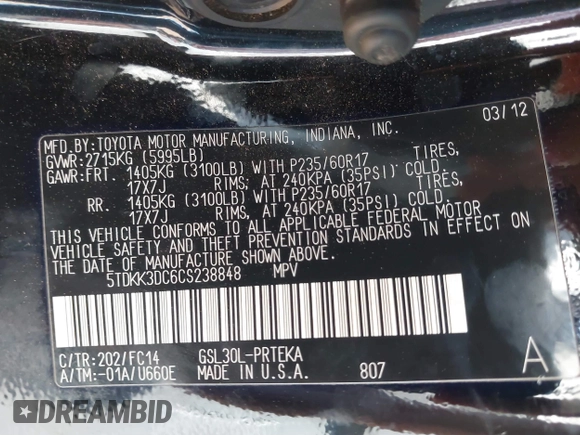 03/12
MFD.BY:TOYOTA MOTOR MANUFACTURING, INDIANA, INC.
GVWR:2715KG (5995LB)
GAWR:FRT. 1405KG (3100LB) WITH P235/60R17 TIRES,
17X7J RIMS, AT 240KPA (35PSI) COLD.
RR. 1405KG (3100LB) WITH P235/60R17 TIRES,
17X7J RIMS, AT 240KPA (35PSI) COLD.
THIS VEHICLE CONFORMS TO ALL APPLICABLE FEDERAL MOTOR
VEHICLE SAFETY AND THEFT PREVENTION STANDARDS IN EFFECT ON
THE DATE OF MANUFACTURE SHOWN ABOVE.
5TDKK3DC6CS238848 MPV
C/TR:202/FC14 GSL30L-PRTEKA
A/TM:-01A/U660E MADE IN U.S.A. 807 A
DREAMBID